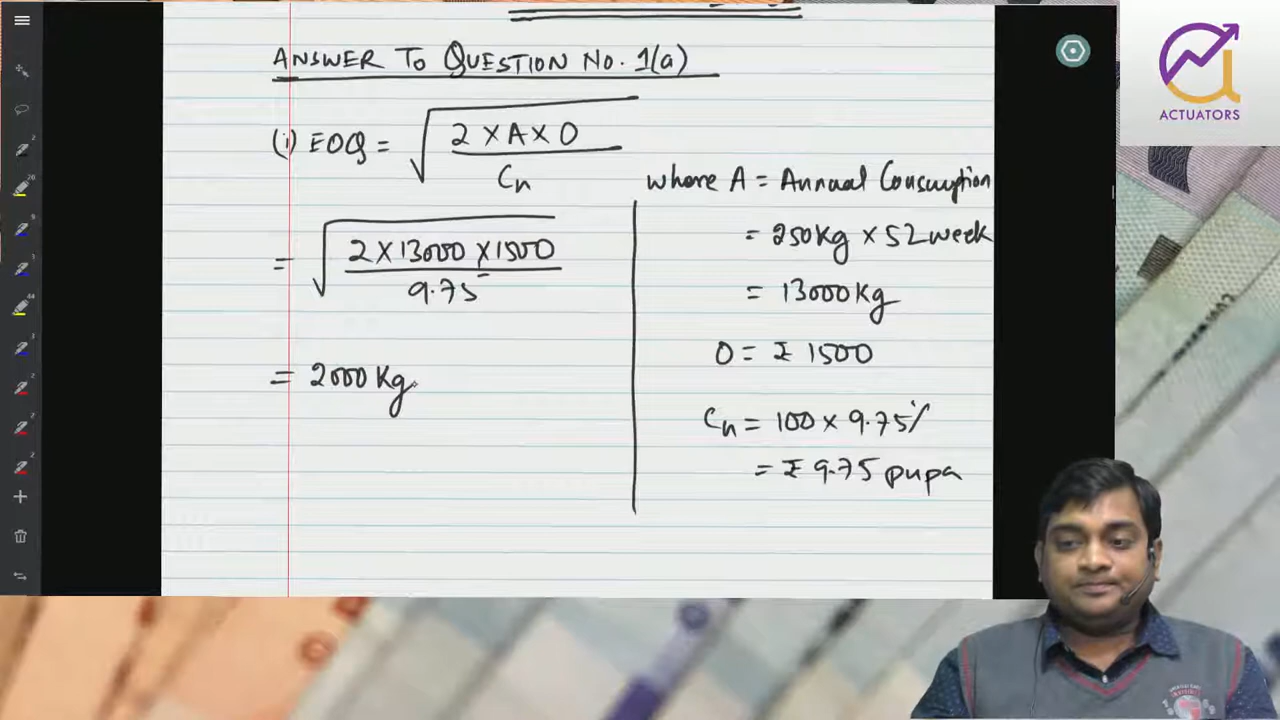 ANSWER TO QUESTION NO. 1(a)
(i) EOQ = √ 2 × A × O / Cn
= √ 2 × 13000 × 1500 / 9.75
= 2000 Kg.
where A = Annual Consumption
= 250 Kg × 52 week
= 13000 Kg
O = ₹ 1500
Cn = 100 × 9.75%
= ₹ 9.75 pupa
ACTUATORS